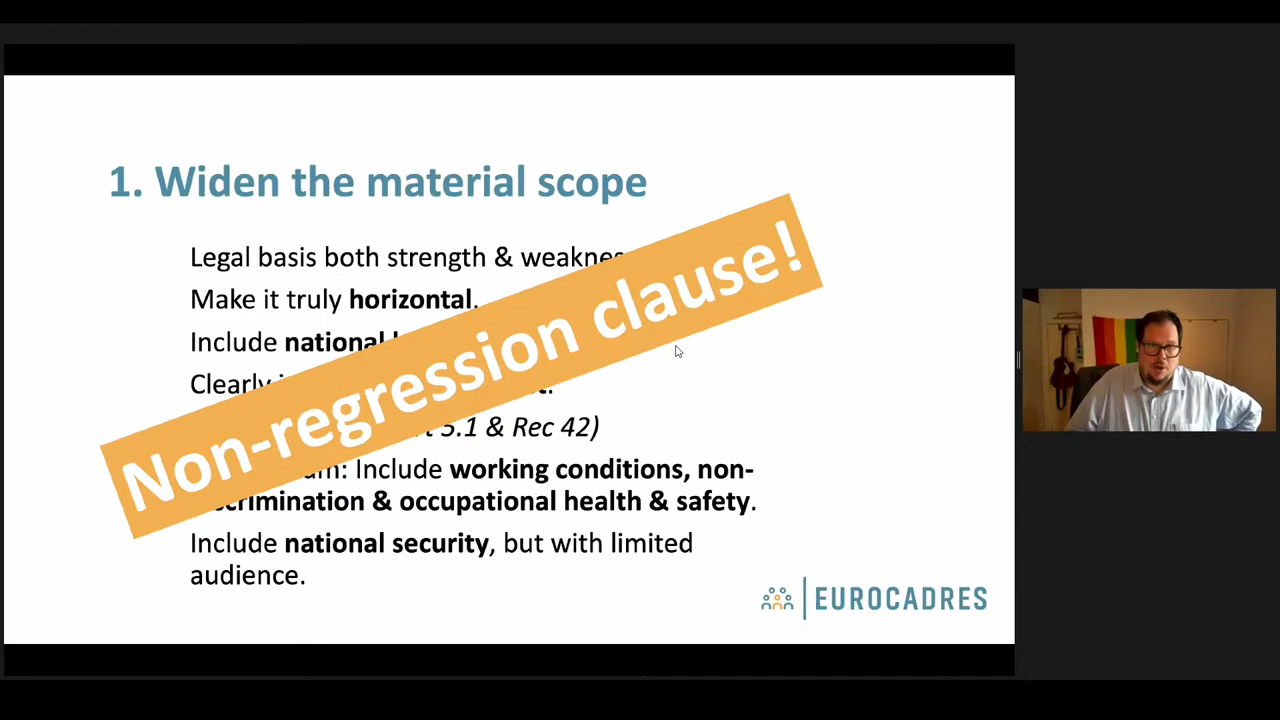 1. Widen the material scope
Legal basis both strength &
Make it truly horizontal.
Include national
Clearly
5.1 & Rec 42)
Include working conditions, non-
& occupational health & safety.
Include national security, but with limited
audience.
Non-regression clause!
EUROCADRES